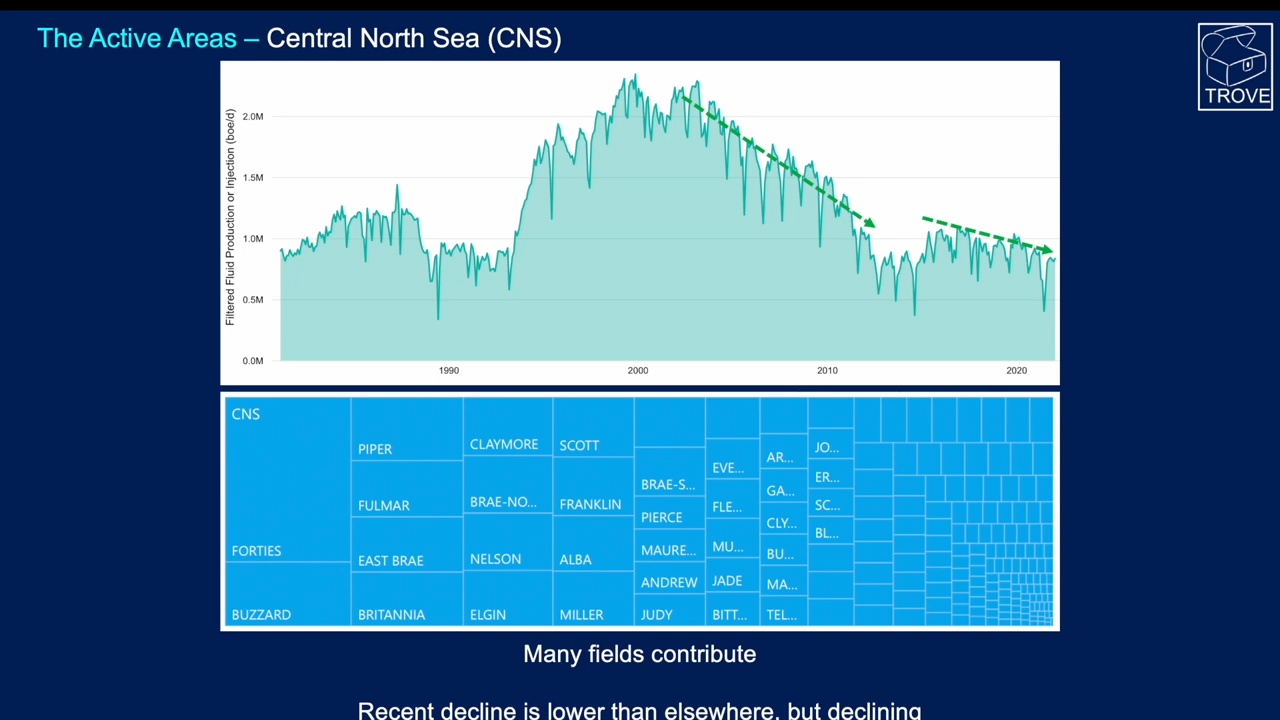 The Active Areas – Central North Sea (CNS)
TROVE
Filtered Fluid Production or Injection (boe/d)
2.0M
1.5M
1.0M
0.5M
0.0M
1990
2000
2010
2020
CNS
FORTIES
BUZZARD
PIPER
FULMAR
EAST BRAE
BRITANNIA
CLAYMORE
BRAE-NO...
NELSON
ELGIN
SCOTT
FRANKLIN
ALBA
MILLER
BRAE-S...
PIERCE
MAURE...
ANDREW
JUDY
EVE...
FLE...
MU...
JADE
BITT...
AR...
GA...
CLY...
BU...
MA...
TEL...
JO...
ER...
SC...
BL...
Many fields contribute
Recent decline is lower than elsewhere, but declining